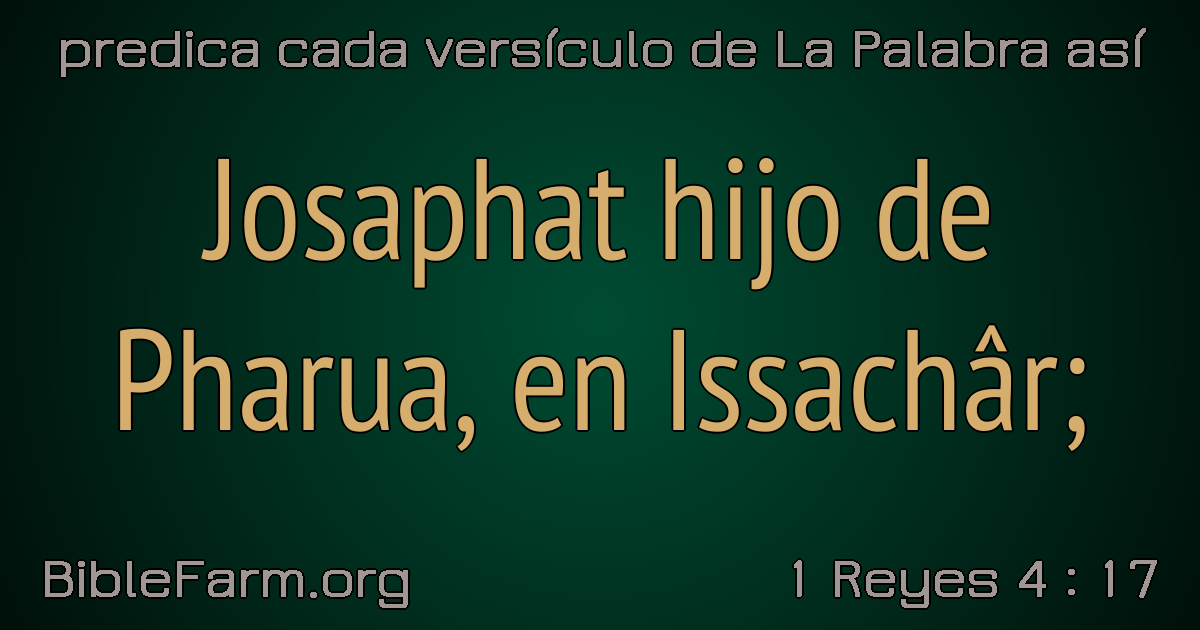 predica cada versículo de La Palabra así
Josaphat hijo de
Pharua, en Issachâr;
BibleFarm.org
1 Reyes 4 : 17